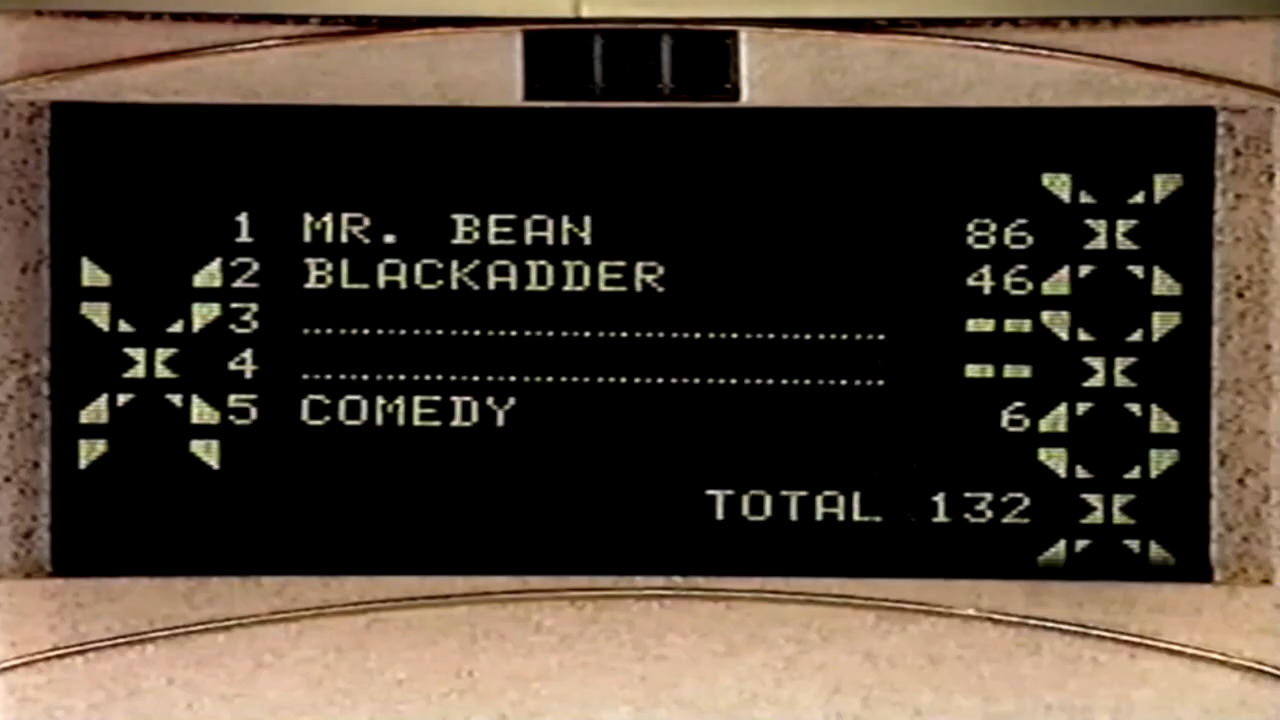 1 MR. BEAN 86
2 BLACKADDER 46
3 ........................................ --
4 ........................................ --
5 COMEDY 6
TOTAL 132